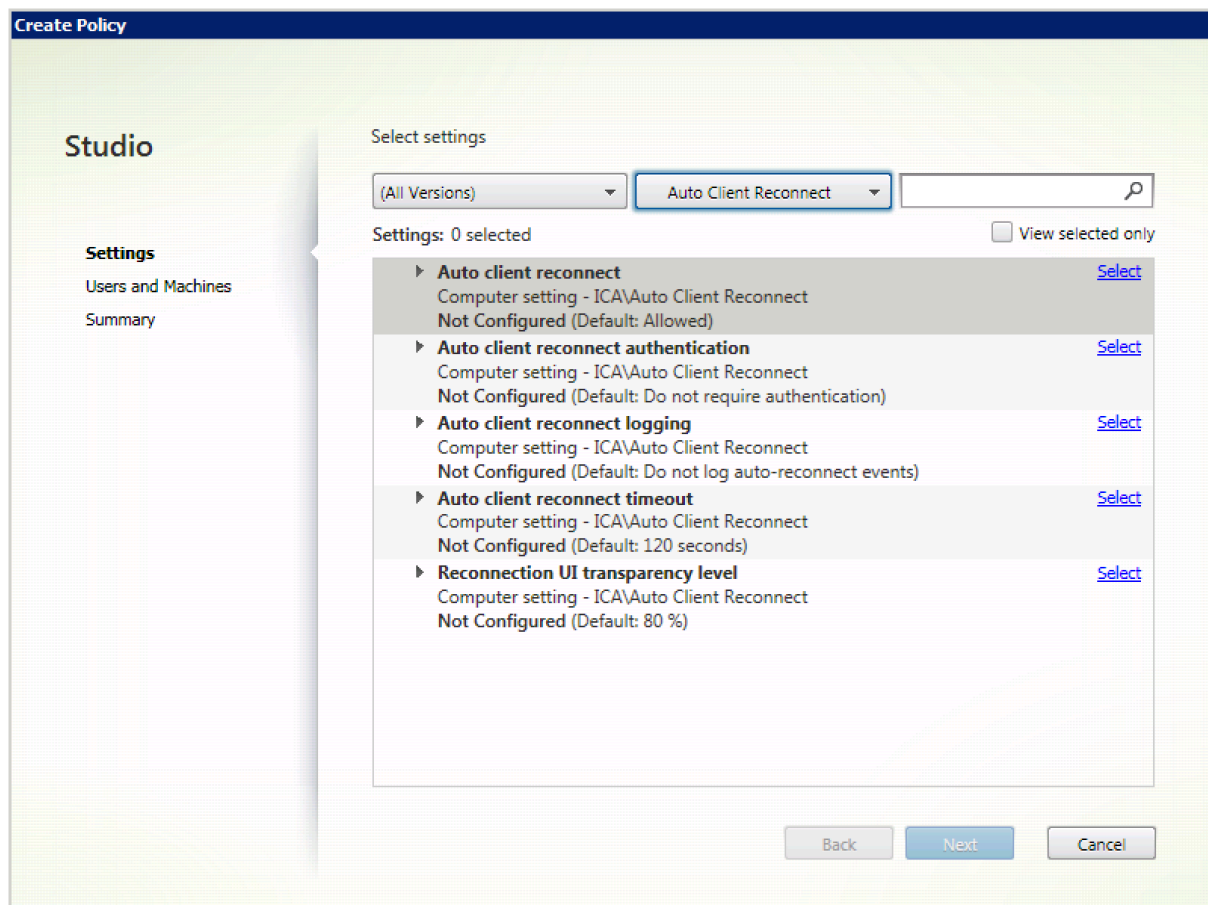 Create Policy
Studio
Settings
Users and Machines
Summary
Select settings
(All Versions)
Auto Client Reconnect
Settings: 0 selected
View selected only
Auto client reconnect
Select
Computer setting - ICA\Auto Client Reconnect
Not Configured (Default: Allowed)
Auto client reconnect authentication
Select
Computer setting - ICA\Auto Client Reconnect
Not Configured (Default: Do not require authentication)
Auto client reconnect logging
Select
Computer setting - ICA\Auto Client Reconnect
Not Configured (Default: Do not log auto-reconnect events)
Auto client reconnect timeout
Select
Computer setting - ICA\Auto Client Reconnect
Not Configured (Default: 120 seconds)
Reconnection UI transparency level
Select
Computer setting - ICA\Auto Client Reconnect
Not Configured (Default: 80 %)
Back
Next
Cancel